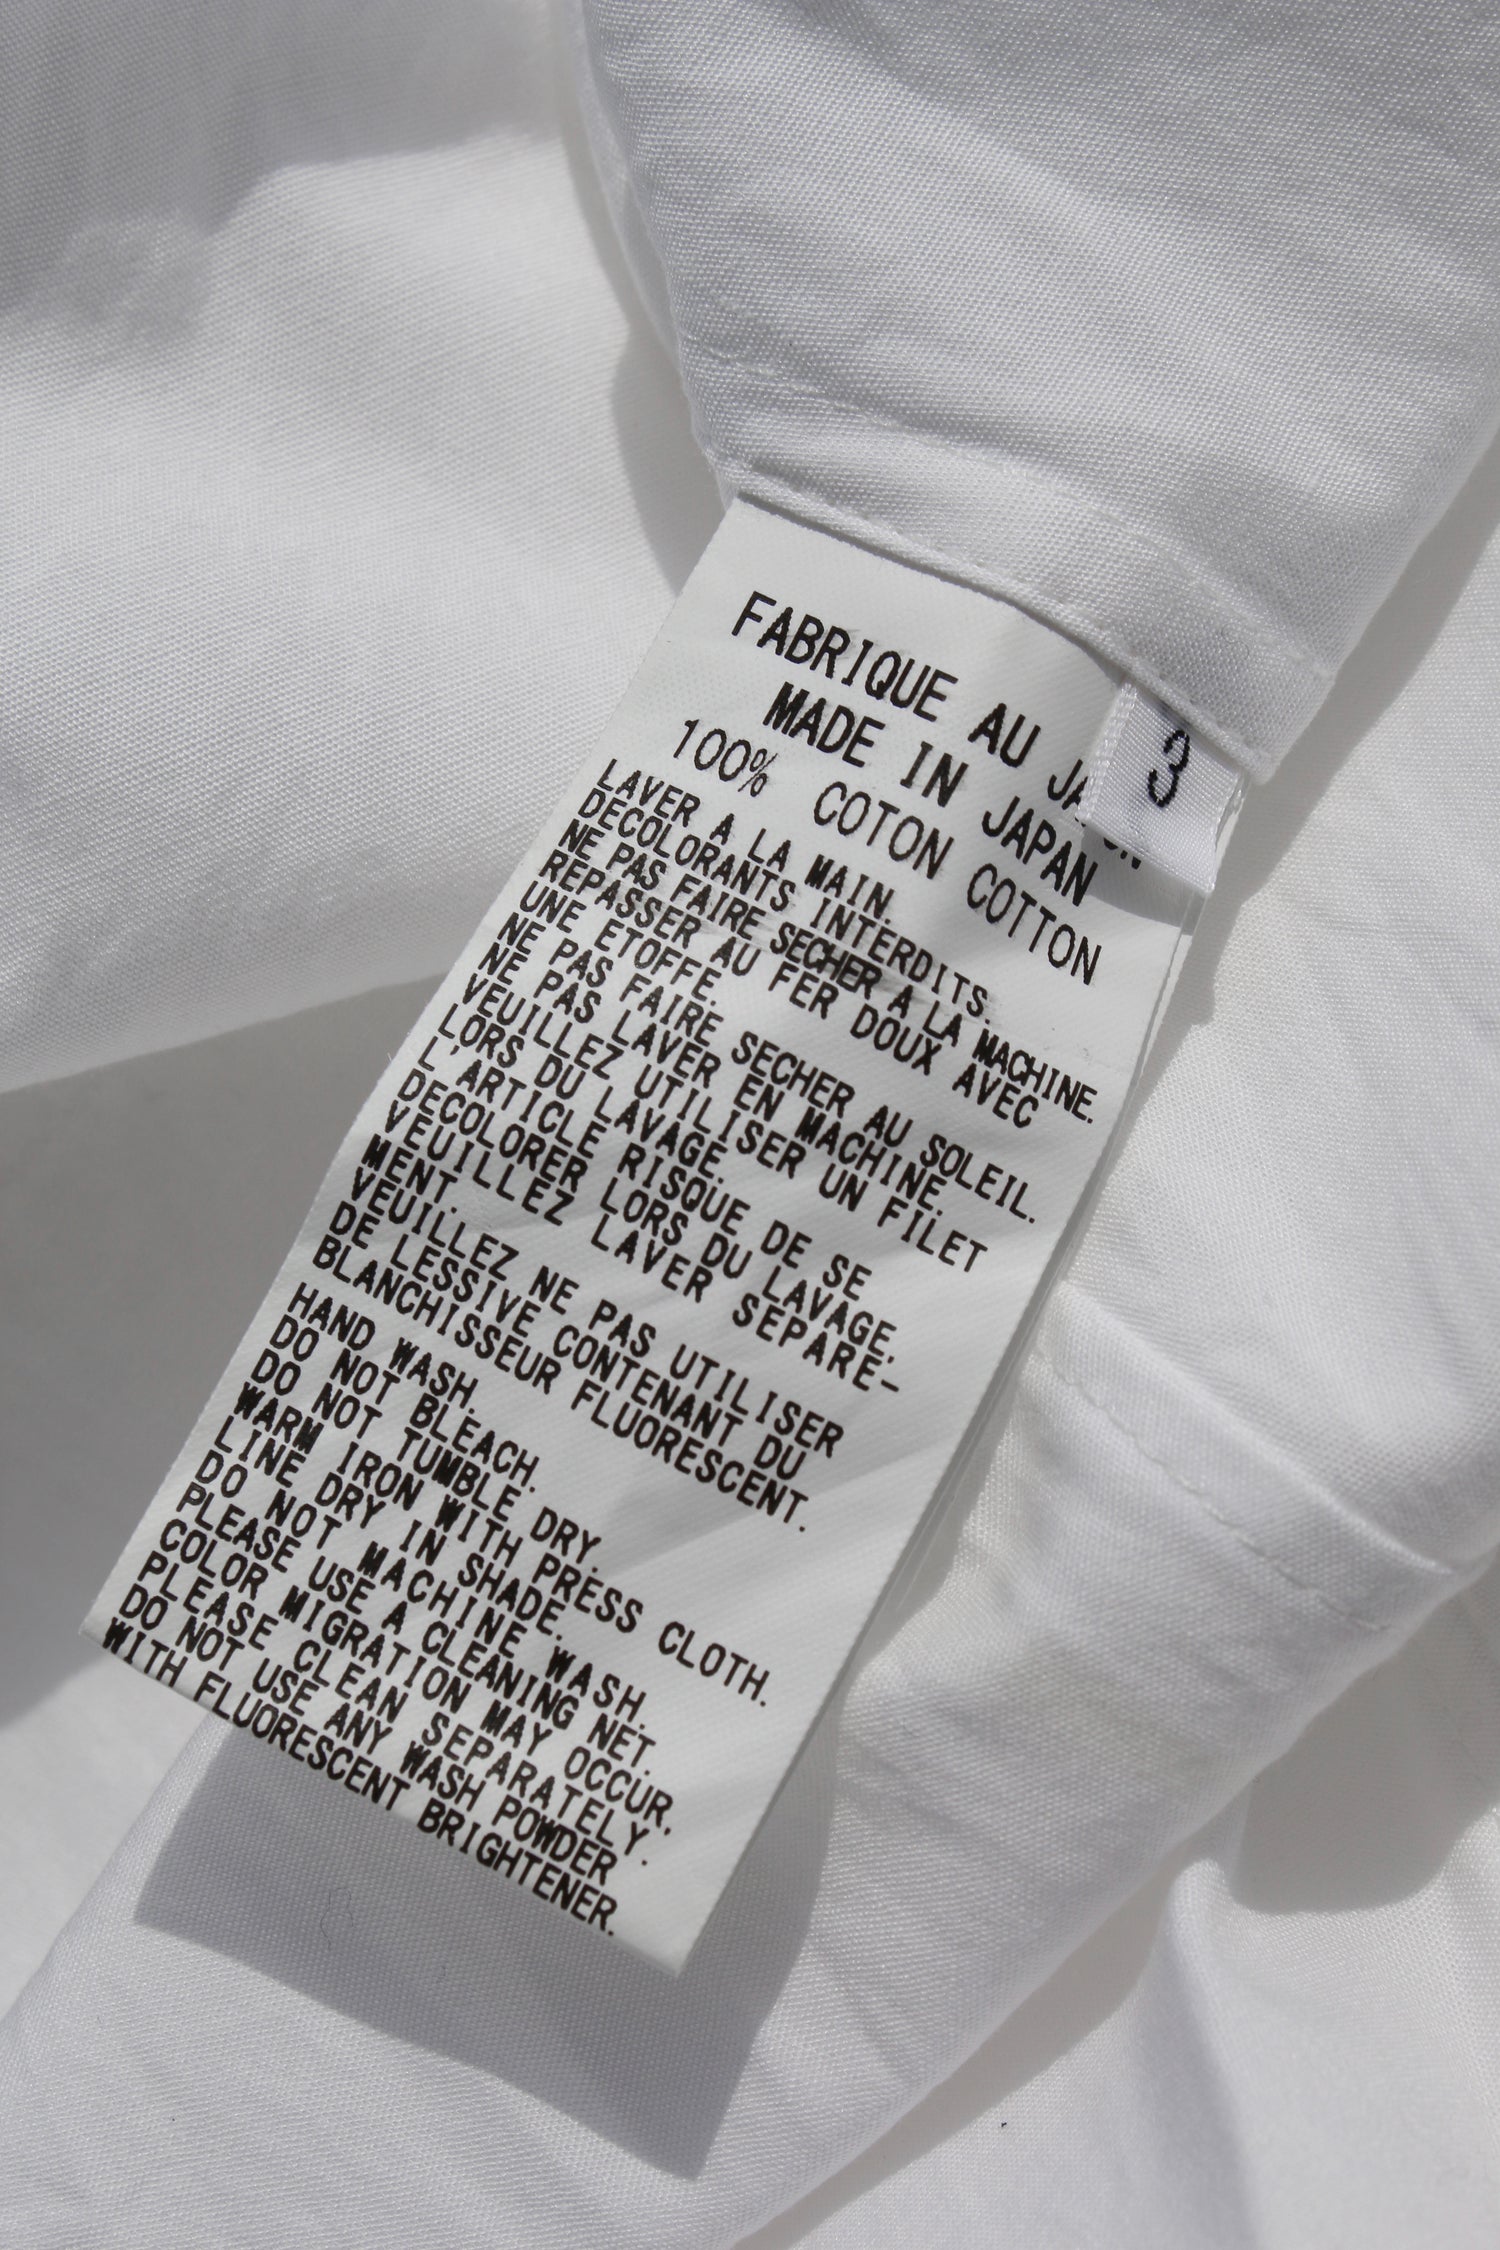 FABRIQUE AU JAPON
MADE IN JAPAN
100% COTON COTTON
3
LAVER A LA MAIN.
DECOLORANTS INTERDITS.
NE PAS FAIRE SECHER A LA MACHINE.
REPASSER AU FER DOUX AVEC
UNE ETOFFE.
NE PAS FAIRE SECHER AU SOLEIL.
NE PAS LAVER EN MACHINE.
VEUILLEZ UTILISER UN FILET
LORS DU LAVAGE.
L'ARTICLE RISQUE DE SE
DECOLORER LORS DU LAVAGE.
VEUILLEZ LAVER SEPARE-
MENT.
VEUILLEZ NE PAS UTILISER
DE LESSIVE CONTENANT DU
BLANCHISSEUR FLUORESCENT.
HAND WASH.
DO NOT BLEACH.
DO NOT TUMBLE DRY.
WARM IRON WITH PRESS CLOTH.
LINE DRY IN SHADE.
DO NOT MACHINE WASH.
PLEASE USE A CLEANING NET.
COLOR MIGRATION MAY OCCUR.
PLEASE CLEAN SEPARATELY.
DO NOT USE ANY WASH POWDER
WITH FLUORESCENT BRIGHTENER.